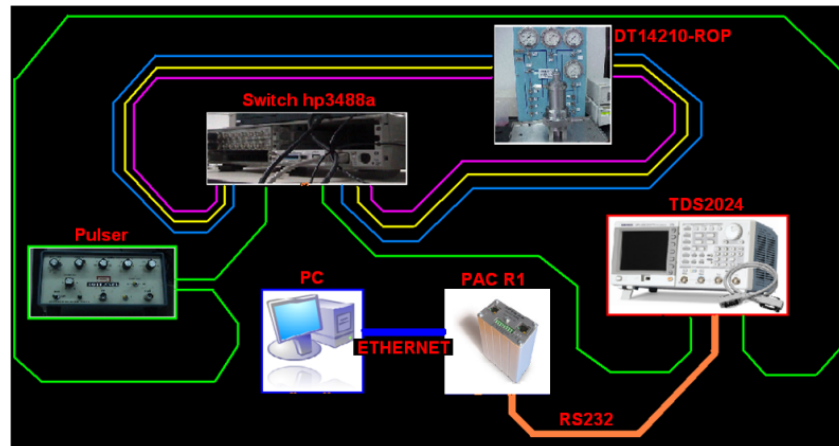 DT14210-ROP
Switch hp3488a
TDS2024
Pulser
PC
PAC R1
ETHERNET
RS232